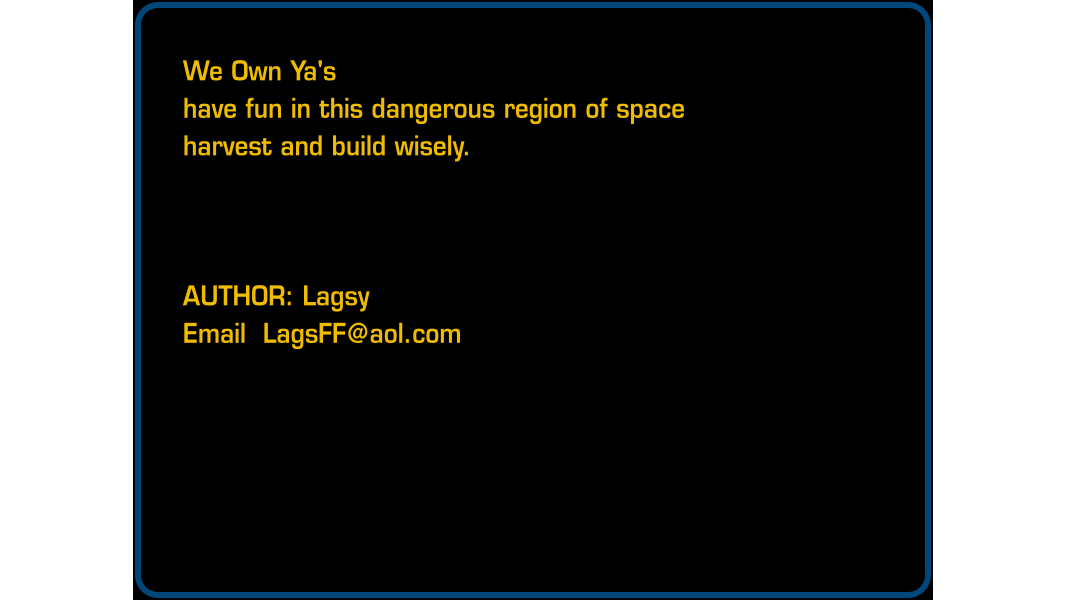 We Own Ya's
have fun in this dangerous region of space
harvest and build wisely.
AUTHOR: Lagsy
Email  LagsFF@aol.com